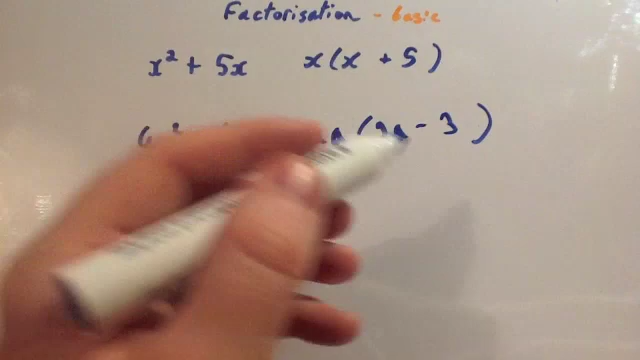 Factorisation - basic
x² + 5x x(x + 5)
- 3)